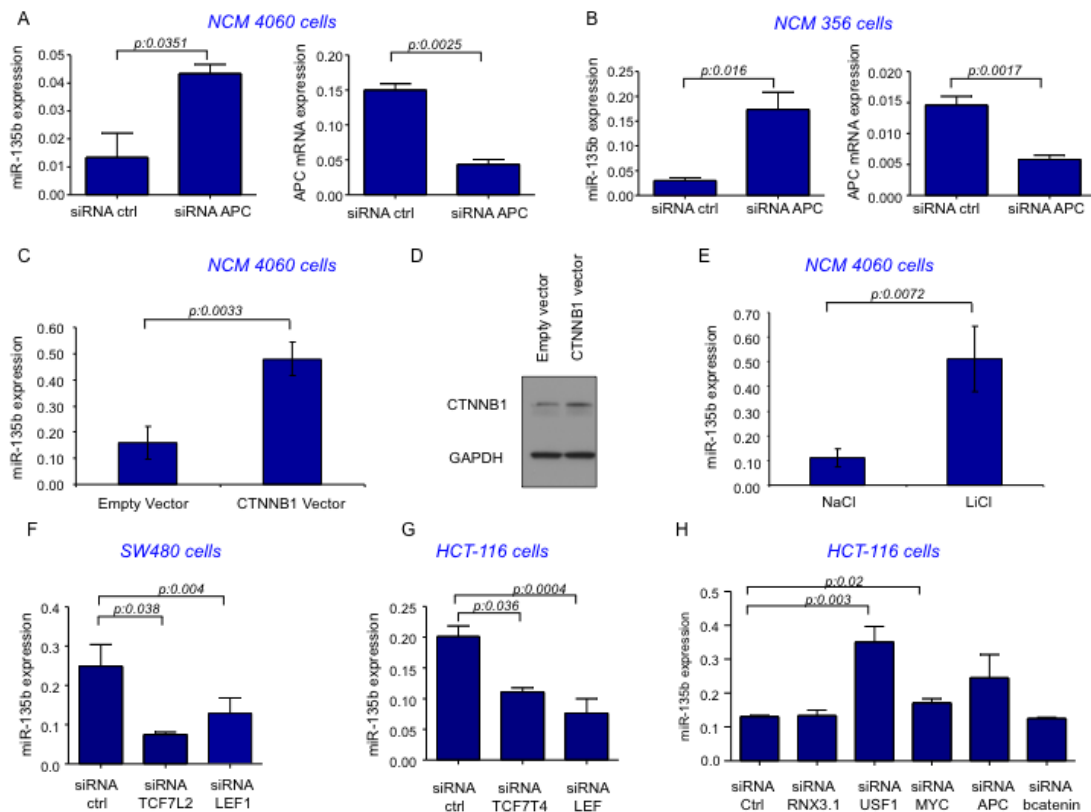 A
NCM 4060 cells
miR-135b expression
0.05
0.04
0.03
0.02
0.01
0.00
p:0.0351
siRNA ctrl
siRNA APC
APC mRNA expression
0.20
0.15
0.10
0.05
0.00
p:0.0025
siRNA ctrl
siRNA APC
B
NCM 356 cells
miR-135b expression
0.25
0.20
0.15
0.10
0.05
0.00
p:0.016
siRNA ctrl
siRNA APC
APC mRNA expression
0.020
0.015
0.010
0.005
0.000
p:0.0017
siRNA ctrl
siRNA APC
C
NCM 4060 cells
miR-135b expression
0.60
0.50
0.40
0.30
0.20
0.10
0.00
p:0.0033
Empty Vector
CTNNB1 Vector
D
Empty vector
CTNNB1 vector
CTNNB1
GAPDH
E
NCM 4060 cells
miR-135b expression
0.70
0.60
0.50
0.40
0.30
0.20
0.10
0.00
p:0.0072
NaCl
LiCl
F
SW480 cells
miR-135b expression
0.4
0.3
0.2
0.1
0.0
p:0.004
p:0.038
siRNA ctrl
siRNA TCF7L2
siRNA LEF1
G
HCT-116 cells
miR-135b expression
0.25
0.20
0.15
0.10
0.05
0.00
p:0.0004
p:0.036
siRNA ctrl
siRNA TCF7T4
siRNA LEF
H
HCT-116 cells
miR-135b expression
0.5
0.4
0.3
0.2
0.1
0.0
p:0.02
p:0.003
siRNA Ctrl
siRNA RNX3.1
siRNA USF1
siRNA MYC
siRNA APC
siRNA bcatenin